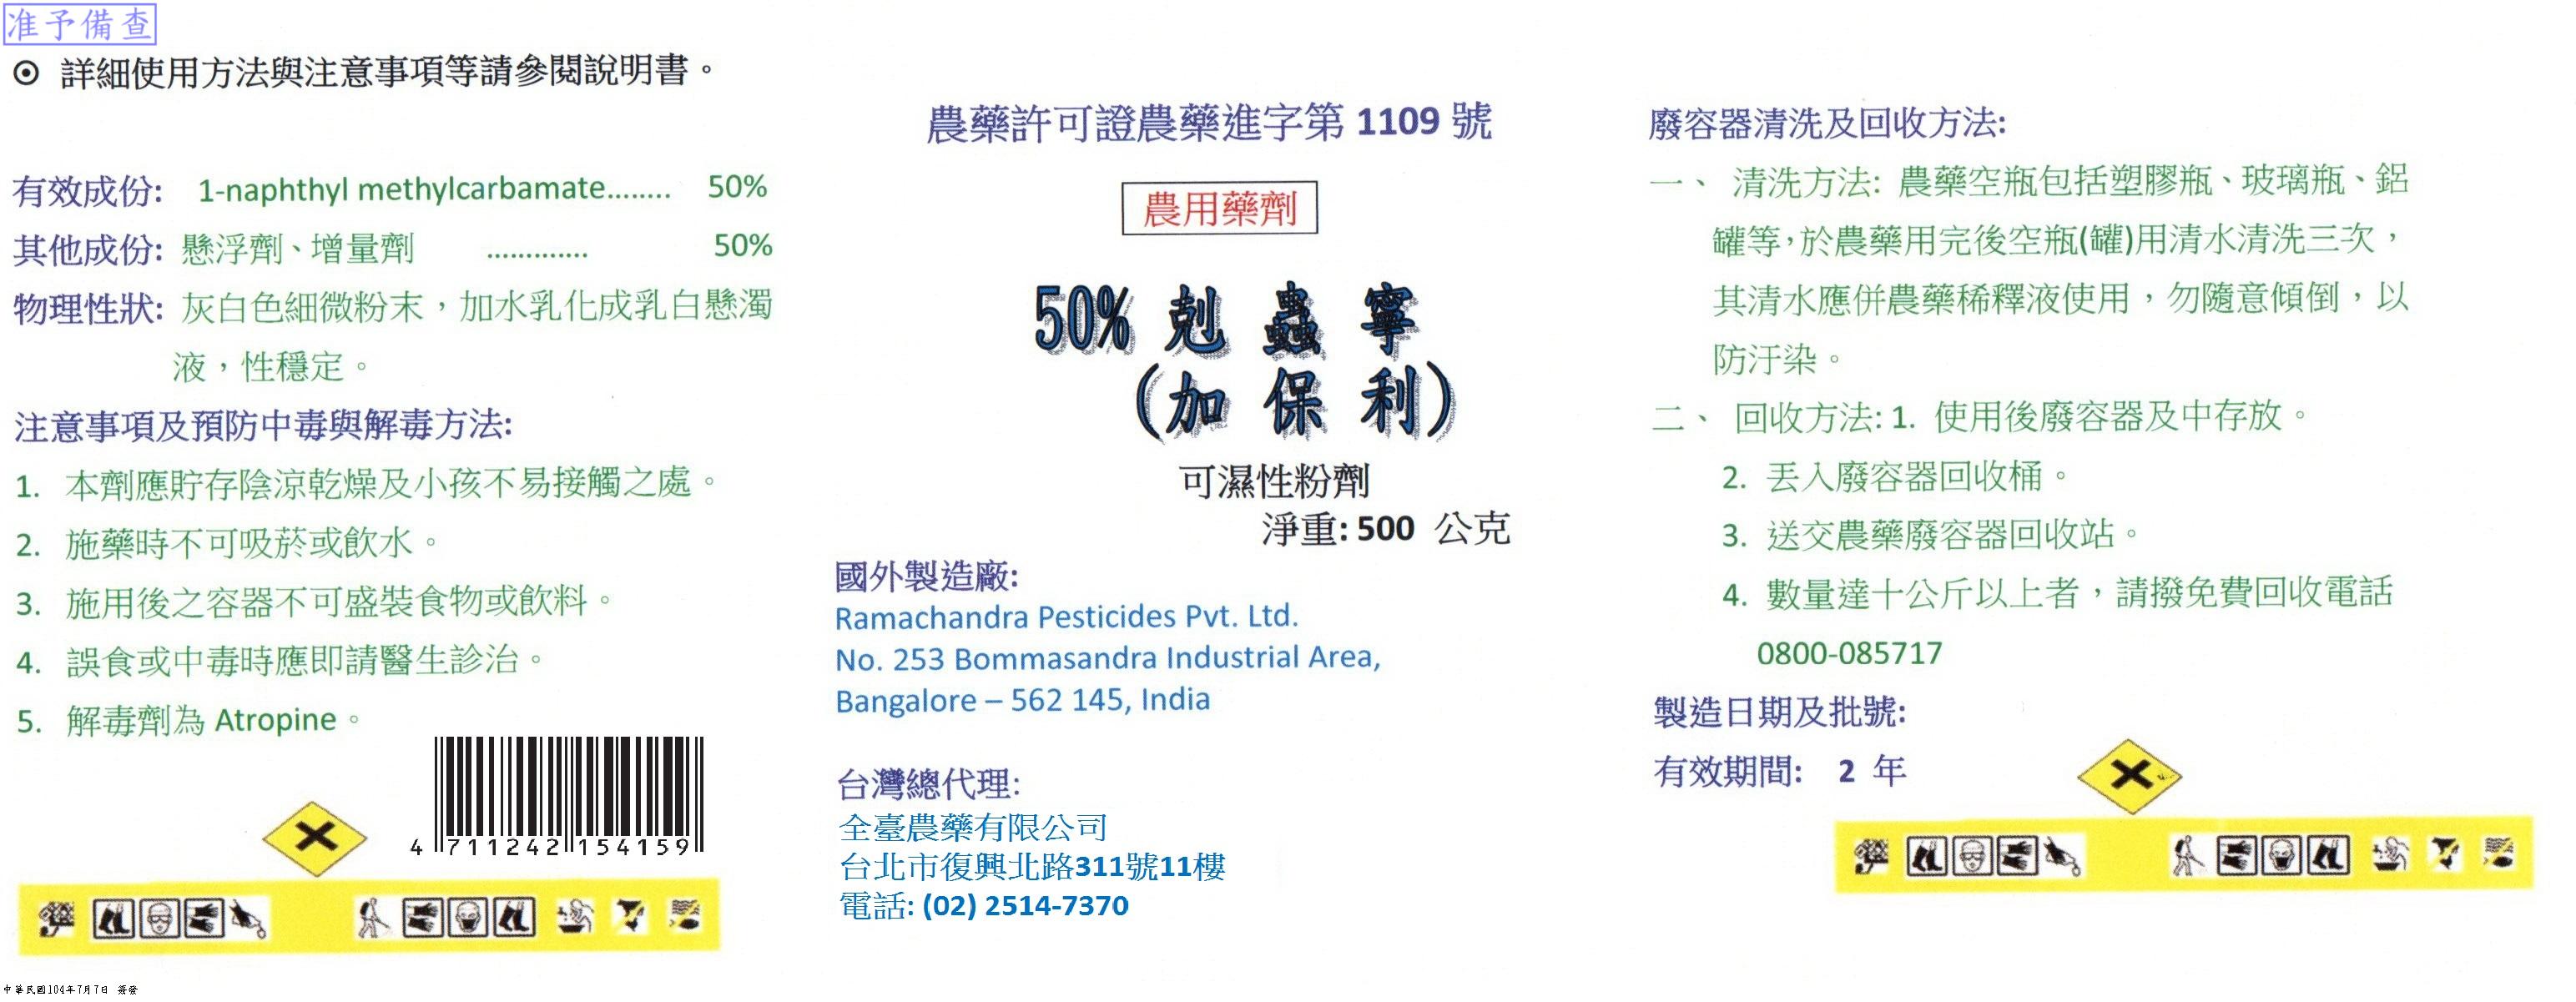 准予備查
⊙ 詳細使用方法與注意事項等請參閱說明書。
有效成份: 1-naphthyl methylcarbamate........ 50%
其他成份: 懸浮劑、增量劑 ............. 50%
物理性狀: 灰白色細微粉末，加水乳化成乳白懸濁
液，性穩定。
注意事項及預防中毒與解毒方法:
1. 本劑應貯存陰涼乾燥及小孩不易接觸之處。
2. 施藥時不可吸菸或飲水。
3. 施用後之容器不可盛裝食物或飲料。
4. 誤食或中毒時應即請醫生診治。
5. 解毒劑為 Atropine。
4 711242 154159
中華民國104年7月7日 簽發
農藥許可證農藥進字第 1109 號
農用藥劑
50% 剋蟲寧
(加保利)
可濕性粉劑
淨重: 500 公克
國外製造廠:
Ramachandra Pesticides Pvt. Ltd.
No. 253 Bommasandra Industrial Area,
Bangalore – 562 145, India
台灣總代理:
全臺農藥有限公司
台北市復興北路311號11樓
電話: (02) 2514-7370
廢容器清洗及回收方法:
一、 清洗方法: 農藥空瓶包括塑膠瓶、玻璃瓶、鋁
罐等，於農藥用完後空瓶(罐)用清水清洗三次，
其清水應併農藥稀釋液使用，勿隨意傾倒，以
防汙染。
二、 回收方法: 1. 使用後廢容器及中存放。
2. 丟入廢容器回收桶。
3. 送交農藥廢容器回收站。
4. 數量達十公斤以上者，請撥免費回收電話
0800-085717
製造日期及批號:
有效期間: 2 年